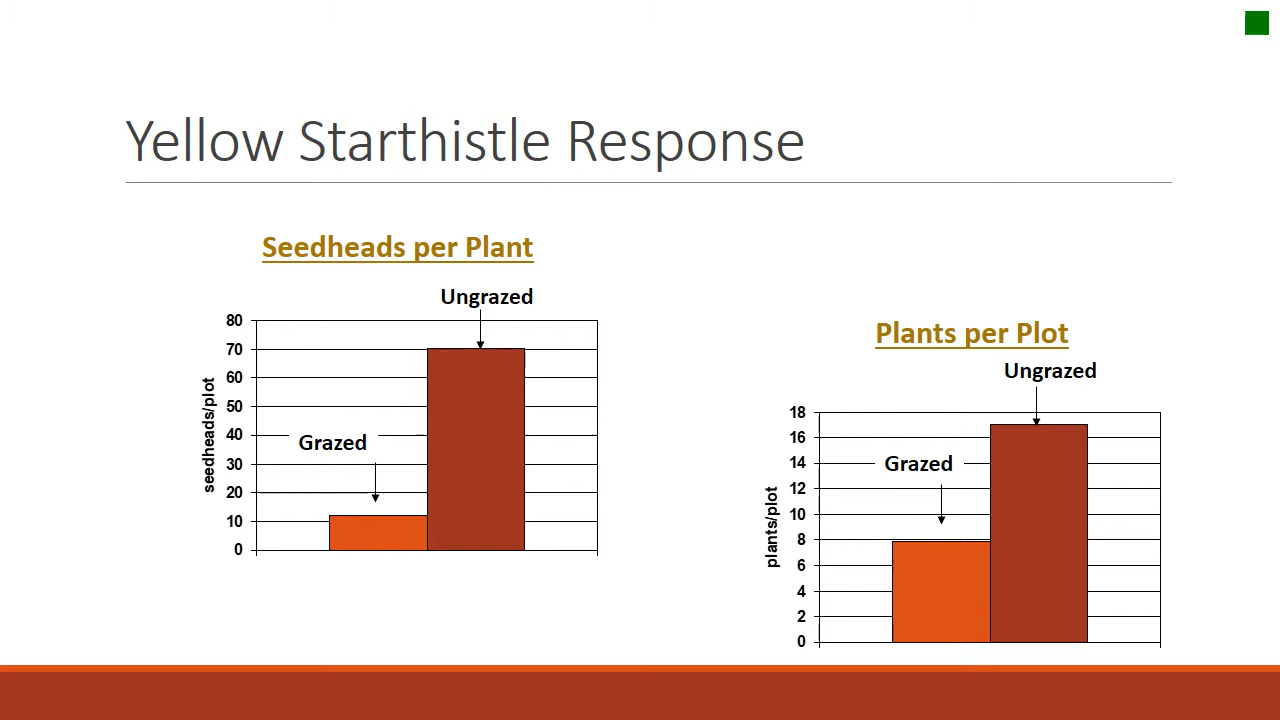 Yellow Starthistle Response
Seedheads per Plant
Ungrazed
Grazed
seedheads/plot
80
70
60
50
40
30
20
10
0
Plants per Plot
Ungrazed
Grazed
plants/plot
18
16
14
12
10
8
6
4
2
0